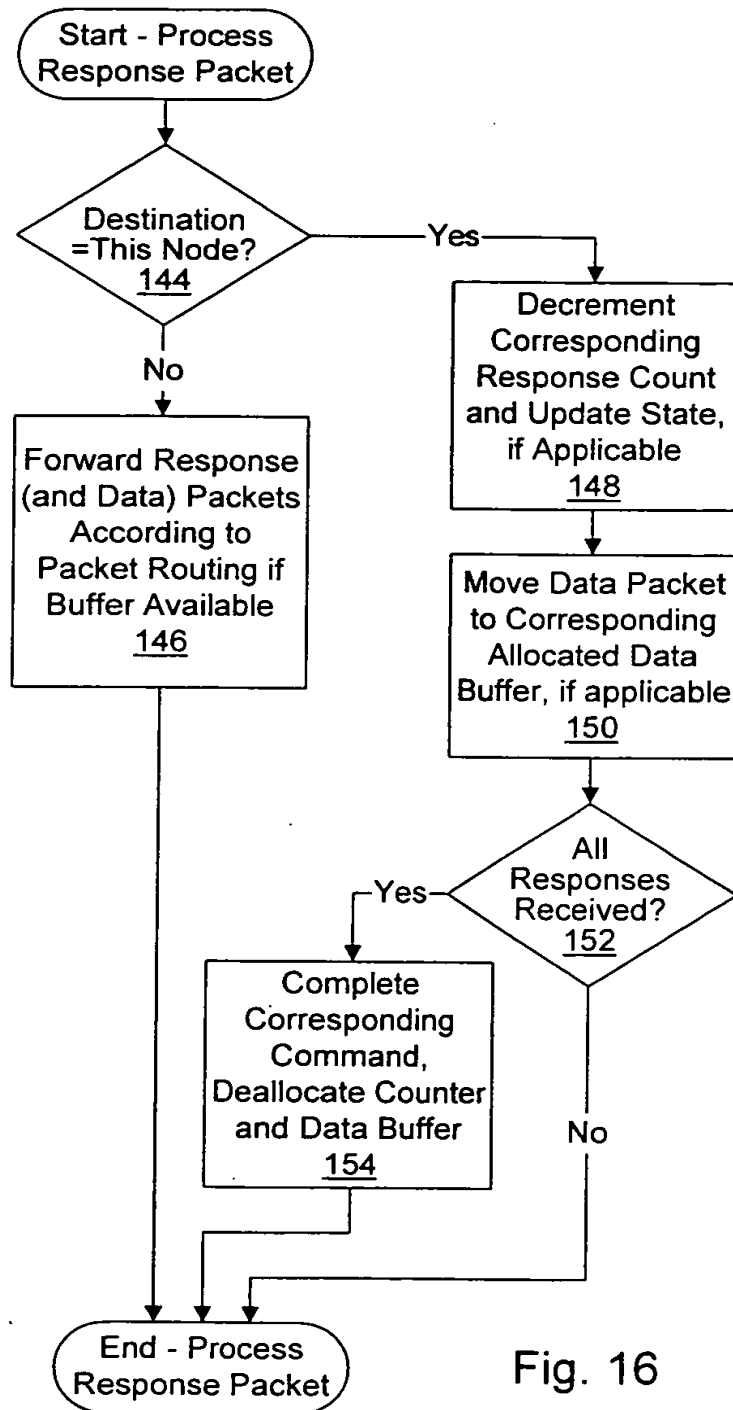 Start - Process
Response Packet
Destination
=This Node?
144
Yes
No
Decrement
Corresponding
Response Count
and Update State,
if Applicable
148
Forward Response
(and Data) Packets
According to
Packet Routing if
Buffer Available
146
Move Data Packet
to Corresponding
Allocated Data
Buffer, if applicable
150
All
Responses
Received?
152
Yes
No
Complete
Corresponding
Command,
Deallocate Counter
and Data Buffer
154
End - Process
Response Packet
Fig. 16